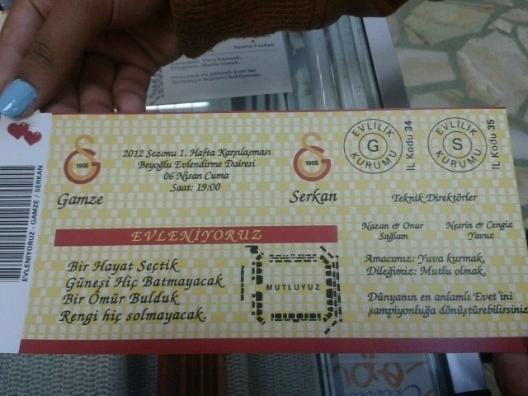 EVLENİYORUZ - GAMZE / SERKAN
1905
Gamze
2012 Sezonu 1. Hafta Karşılaşması
Beyoğlu Evlendirme Dairesi
06 Nisan Cuma
Saat: 19:00
1905
Serkan
EVLİLİK
G
KURUMU
İL Kodu 34
EVLİLİK
S
KURUMU
İL Kodu 35
Teknik Direktörler
Nazan & Onur
Sağlam
Nesrin & Cengiz
Yavuz
EVLENİYORUZ
Bir Hayat Seçtik
Güneşi Hiç Batmayacak
Bir Ömür Bulduk
Rengi hiç solmayacak.
MUTLUYUZ
Amacımız: Yuva kurmak,
Dileğimiz: Mutlu olmak,
Dünyanın en anlamlı Evet'ini
şampiyonluğa dönüştürebilirsiniz